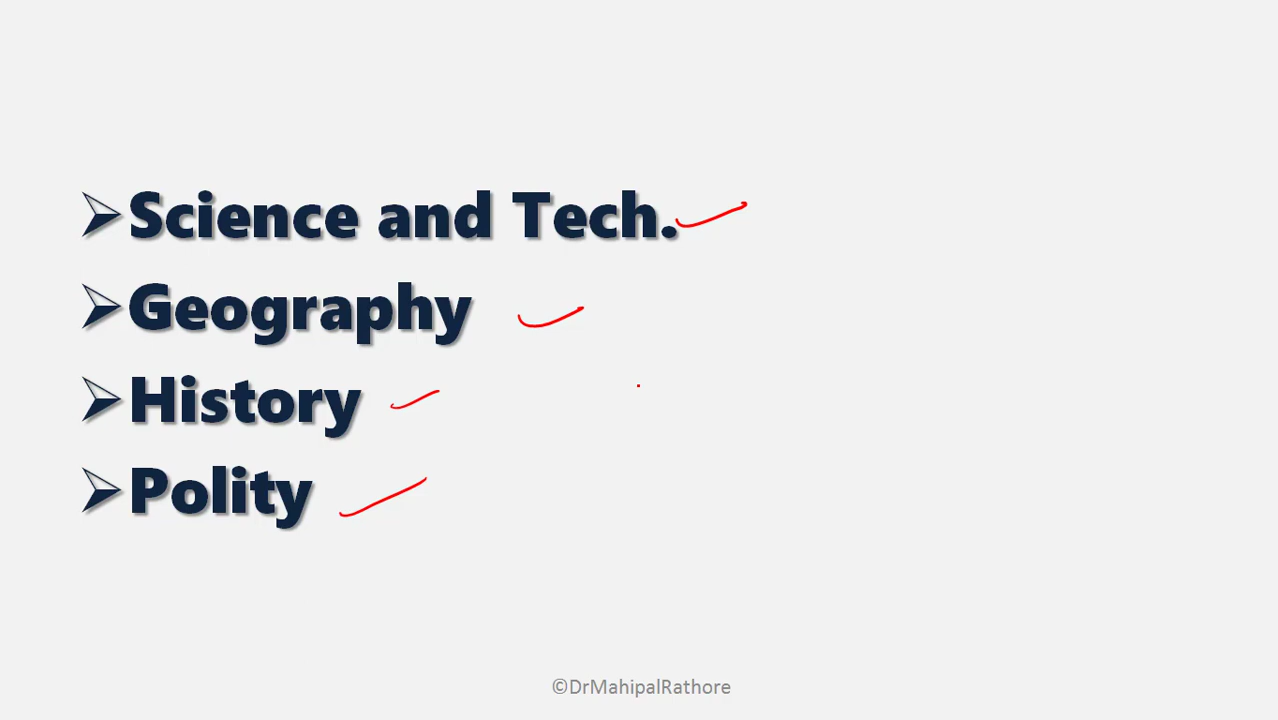 ➢Science and Tech.
➢Geography
➢History
➢Polity
©DrMahipalRathore